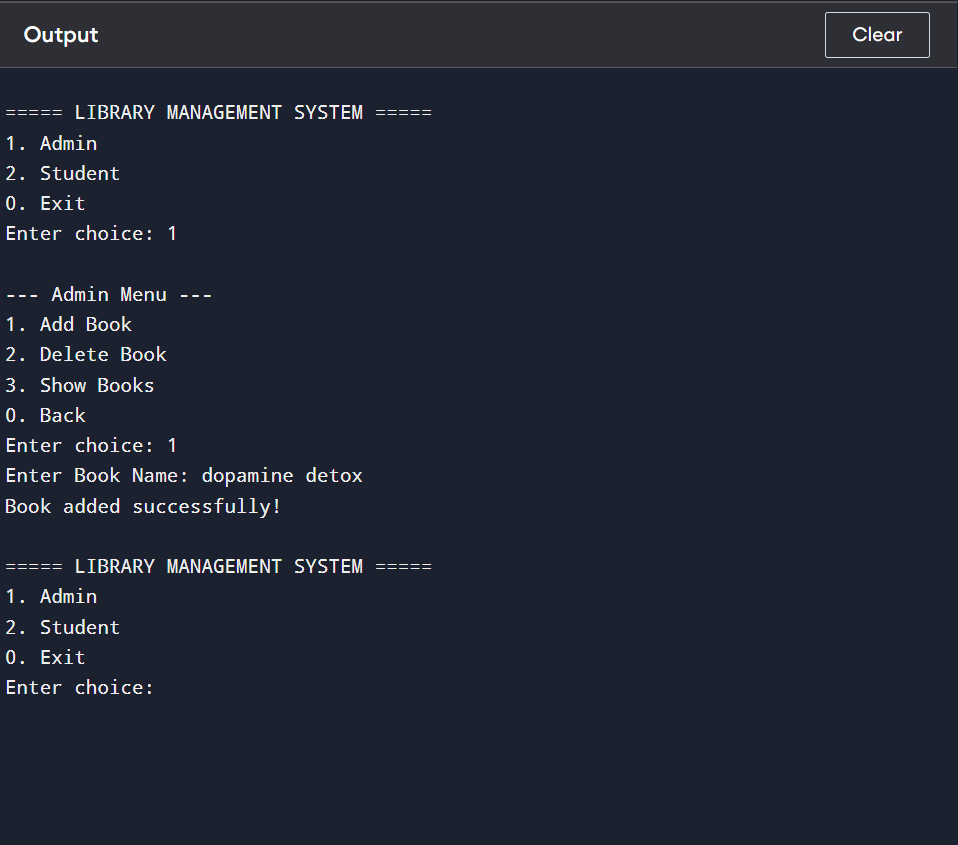 Output
Clear
===== LIBRARY MANAGEMENT SYSTEM =====
1. Admin
2. Student
0. Exit
Enter choice: 1
--- Admin Menu ---
1. Add Book
2. Delete Book
3. Show Books
0. Back
Enter choice: 1
Enter Book Name: dopamine detox
Book added successfully!
===== LIBRARY MANAGEMENT SYSTEM =====
1. Admin
2. Student
0. Exit
Enter choice: